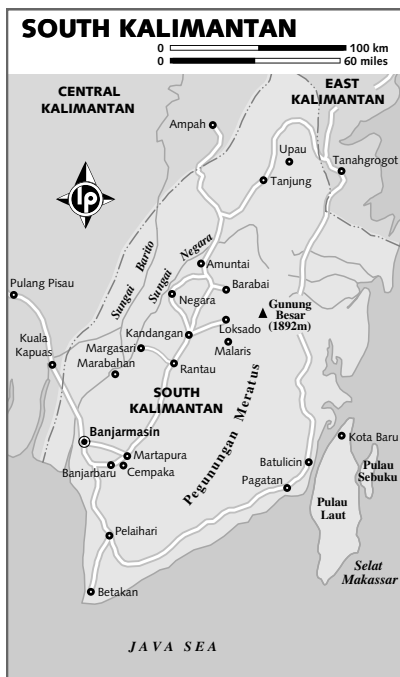 SOUTH KALIMANTAN
0 100 km
0 60 miles
CENTRAL
KALIMANTAN
EAST
KALIMANTAN
Ampah
Upau
Tanahgrogot
Tanjung
lp
Sungai Barito
Sungai Negara
Amuntai
Pulang Pisau
Barabai
Negara
Gunung
Besar
(1892m)
Kandangan
Loksado
Kuala
Kapuas
Margasari
Malaris
Marabahan
Rantau
SOUTH
KALIMANTAN
Pegunungan Meratus
Banjarmasin
Kota Baru
Martapura
Banjarbaru
Cempaka
Batulicin
Pulau
Sebuku
Pagatan
Pulau
Laut
Pelaihari
Selat
Makassar
Betakan
JAVA SEA